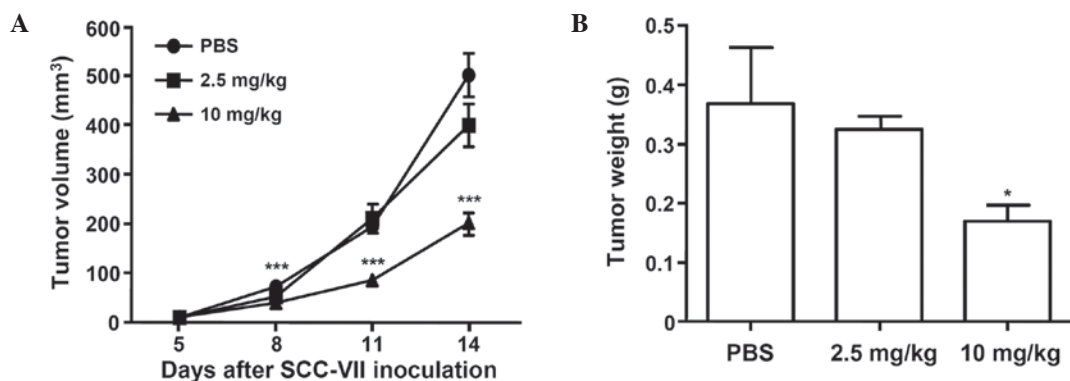 A
Tumor volume (mm³)
600
500
400
300
200
100
0
PBS
2.5 mg/kg
10 mg/kg
***
***
***
5 8 11 14
Days after SCC-VII inoculation
B
Tumor weight (g)
0.5
0.4
0.3
0.2
0.1
0
*
PBS 2.5 mg/kg 10 mg/kg